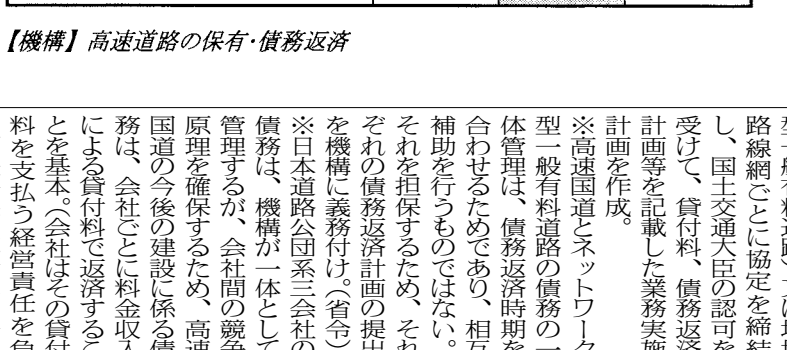 【機構】高速道路の保有・債務返済
路線網ごとに協定を締結
し、国土交通大臣の認可を
受けて、貸付料、債務返済
計画等を記載した業務実施
計画を作成。
※高速国道とネットワーク
型一般有料道路の債務の一
体管理は、債務返済時期を
合わせるためであり、相互
補助を行うものではない。
それを担保するため、それ
ぞれの債務返済計画の提出
を機構に義務付け。(省令)
※日本道路公団系三会社の
債務は、機構が一体として
管理するが、会社間の競争
原理を確保するため、高速
国道の今後の建設に係る債
務は、会社ごとに料金収入
による貸付料で返済するこ
とを基本。(会社はその貸付
料を支払う経営責任を負